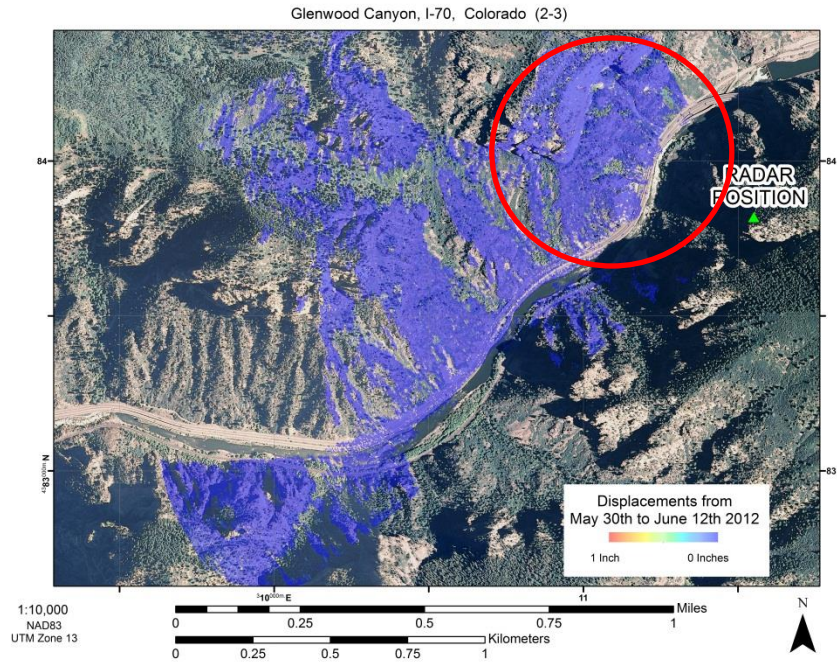 Glenwood Canyon, I-70, Colorado (2-3)
84
84
RADAR
POSITION
⁴³83⁰⁰⁰ᵐ N
83
Displacements from
May 30th to June 12th 2012
1 Inch
0 Inches
³10⁰⁰⁰ᵐ E
11
1:10,000
NAD83
UTM Zone 13
Miles
0
0.25
0.5
0.75
1
Kilometers
0
0.25
0.5
0.75
1
N